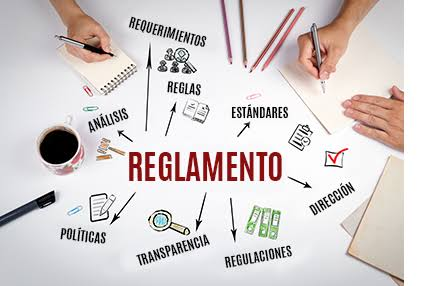 REQUERIMIENTOS
REGLAS
ESTÁNDARES
ANÁLISIS
REGLAMENTO
DIRECCIÓN
POLÍTICAS
TRANSPARENCIA
REGULACIONES